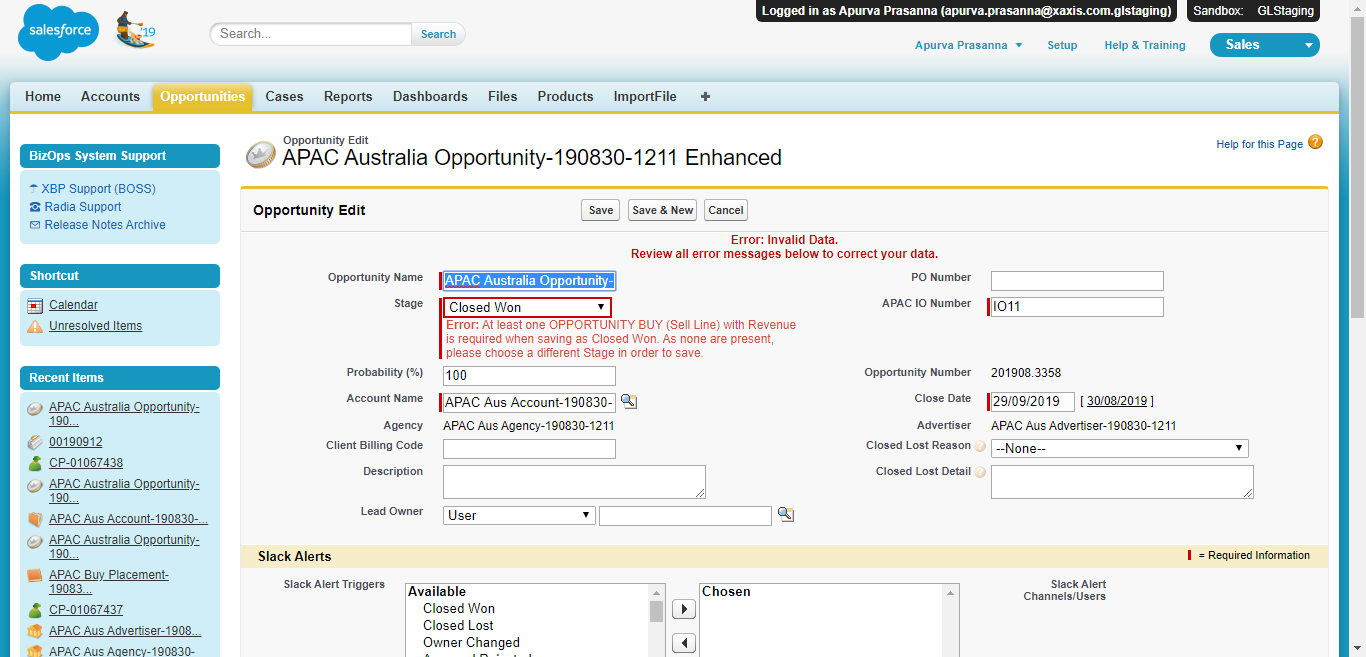 Logged in as Apurva Prasanna (apurva.prasanna@xaxis.com.glstaging)
Sandbox: GLStaging
salesforce
'19
Search...
Search
Apurva Prasanna
Setup
Help & Training
Sales
Home Accounts Opportunities Cases Reports Dashboards Files Products ImportFile +
BizOps System Support
XBP Support (BOSS)
Radia Support
Release Notes Archive
Shortcut
Calendar
Unresolved Items
Recent Items
APAC Australia Opportunity-
190...
00190912
CP-01067438
APAC Australia Opportunity-
190...
APAC Aus Account-190830-...
APAC Australia Opportunity-
190...
APAC Buy Placement-
19083...
CP-01067437
APAC Aus Advertiser-1908...
APAC Aus Agency-190830-
Opportunity Edit
APAC Australia Opportunity-190830-1211 Enhanced
Help for this Page ?
Opportunity Edit
Save
Save & New
Cancel
Error: Invalid Data.
Review all error messages below to correct your data.
Opportunity Name APAC Australia Opportunity-
PO Number
Stage Closed Won
Error: At least one OPPORTUNITY BUY (Sell Line) with Revenue
is required when saving as Closed Won. As none are present,
please choose a different Stage in order to save.
APAC IO Number IO11
Probability (%) 100
Opportunity Number 201908.3358
Account Name APAC Aus Account-190830-
Close Date 29/09/2019 [ 30/08/2019 ]
Agency APAC Aus Agency-190830-1211
Advertiser APAC Aus Advertiser-190830-1211
Client Billing Code
Closed Lost Reason ? --None--
Description
Closed Lost Detail ?
Lead Owner User
Slack Alerts
= Required Information
Slack Alert Triggers
Available
Closed Won
Closed Lost
Owner Changed
Chosen
Slack Alert
Channels/Users